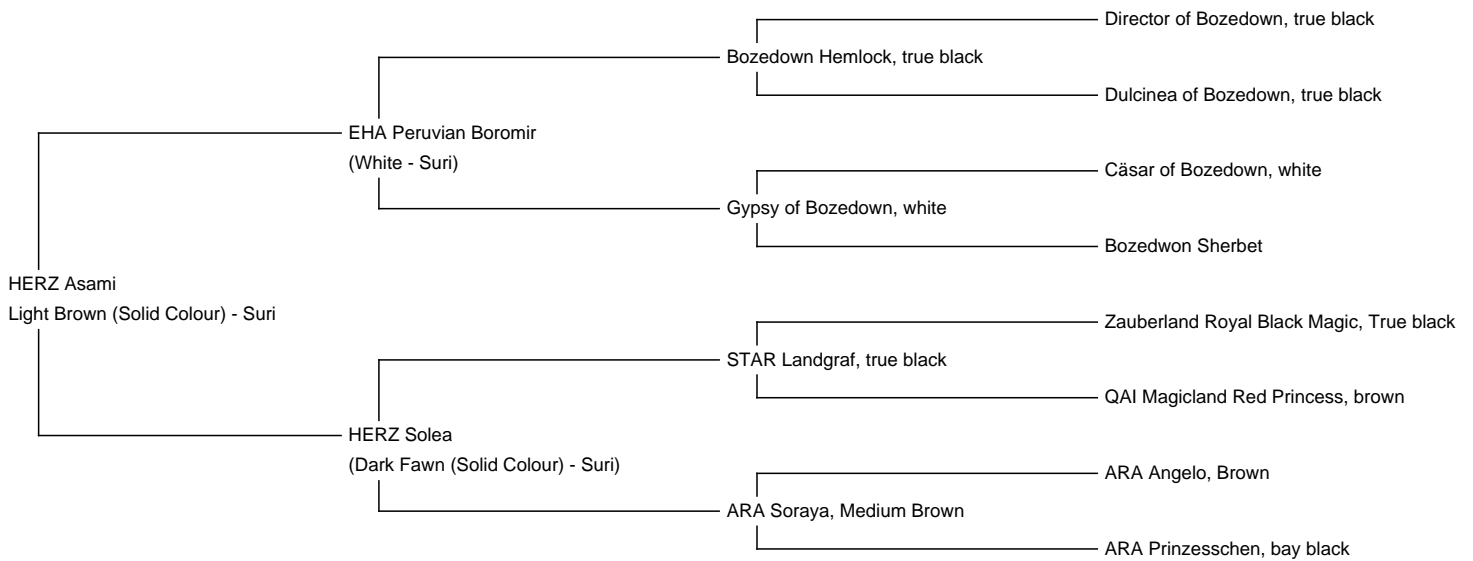 Director of Bozedown, true black
Bozedown Hemlock, true black
Dulcinea of Bozedown, true black
EHA Peruvian Boromir
(White - Suri)
Cäsar of Bozedown, white
Gypsy of Bozedown, white
Bozedwon Sherbet
HERZ Asami
Light Brown (Solid Colour) - Suri
Zauberland Royal Black Magic, True black
STAR Landgraf, true black
QAI Magicland Red Princess, brown
HERZ Solea
(Dark Fawn (Solid Colour) - Suri)
ARA Angelo, Brown
ARA Soraya, Medium Brown
ARA Prinzesschen, bay black